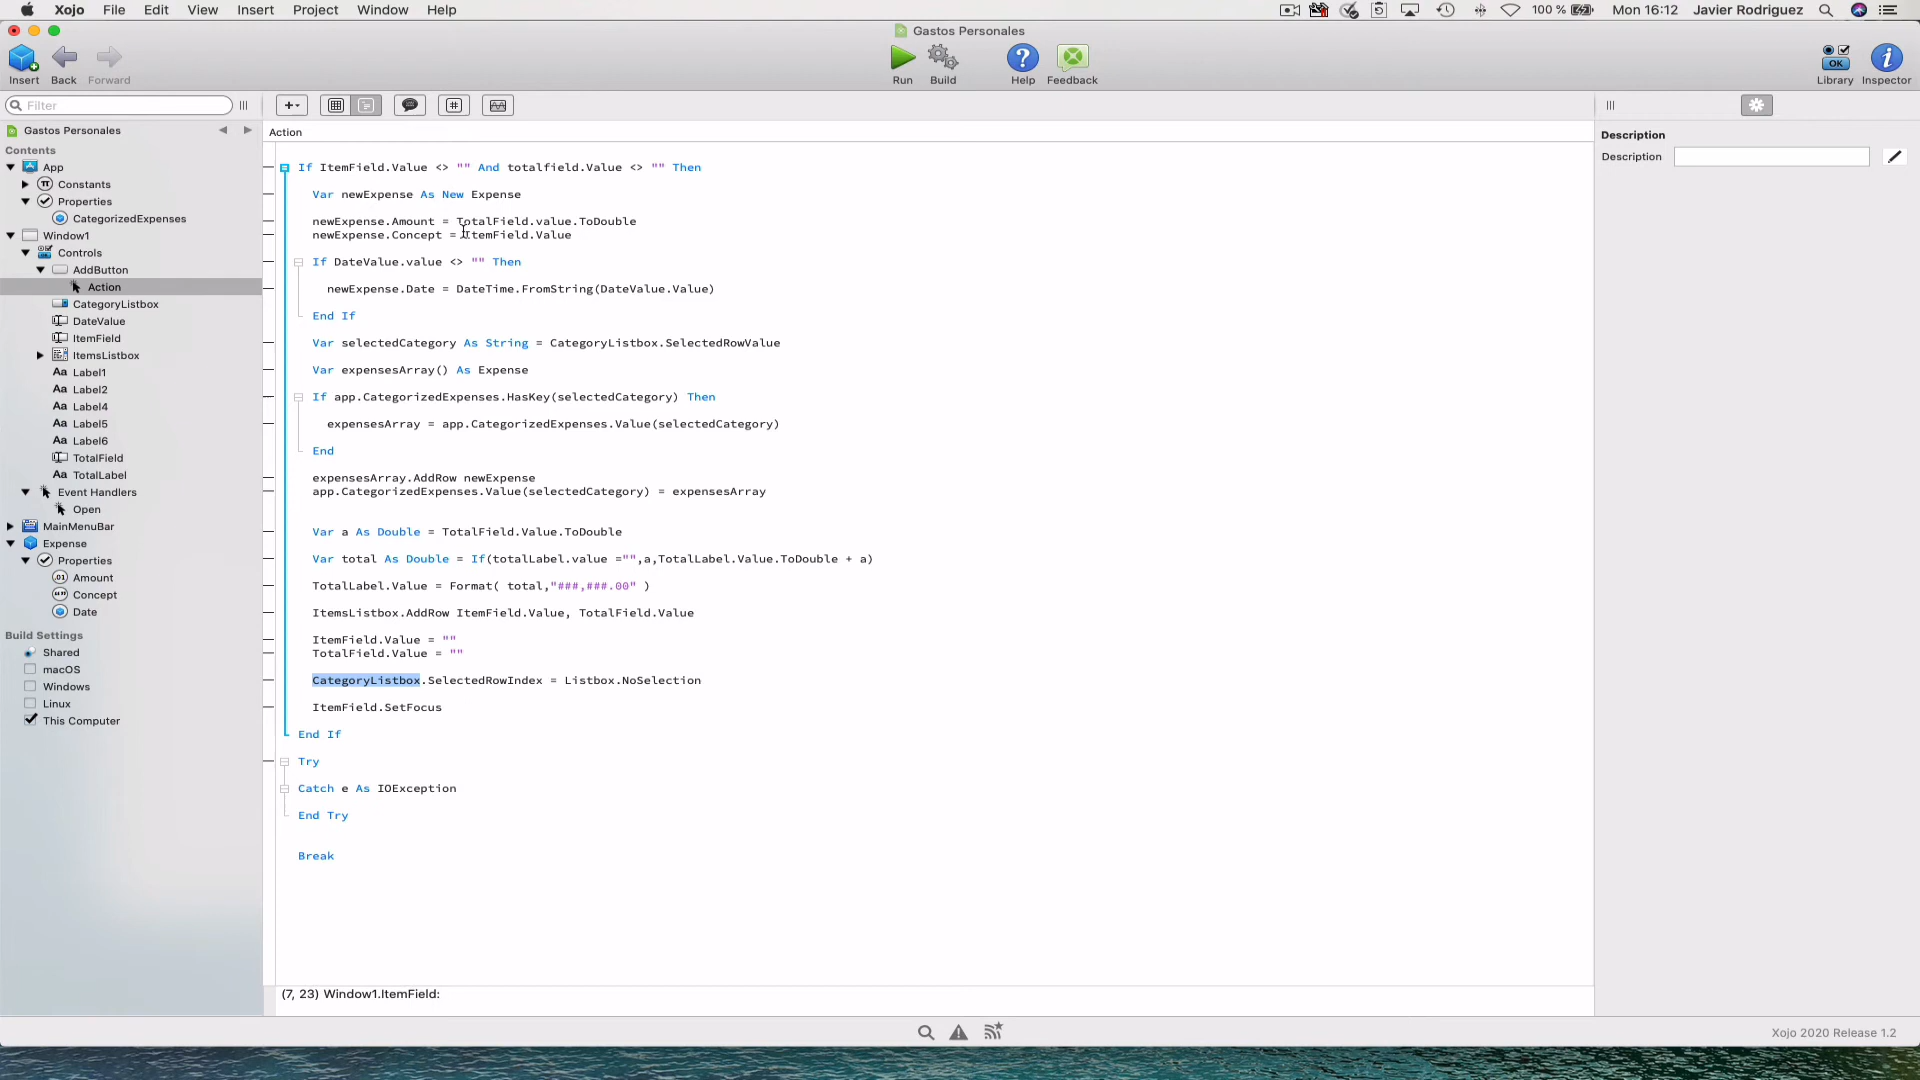 Xojo File Edit View Insert Project Window Help
100 % Mon 16:12 Javier Rodriguez
Gastos Personales
Insert Back Forward Run Build Help Feedback OK Library Inspector
Filter
Gastos Personales
Contents
App
Constants
Properties
CategorizedExpenses
Window1
Controls
AddButton
Action
CategoryListbox
DateValue
ItemField
ItemsListbox
Aa Label1
Aa Label2
Aa Label4
Aa Label5
Aa Label6
TotalField
Aa TotalLabel
Event Handlers
Open
MainMenuBar
Expense
Properties
Amount
Concept
Date
Build Settings
Shared
macOS
Windows
Linux
This Computer
Action
If ItemField.Value <> "" And totalfield.Value <> "" Then
Var newExpense As New Expense
newExpense.Amount = TotalField.value.ToDouble
newExpense.Concept = ItemField.Value
If DateValue.value <> "" Then
newExpense.Date = DateTime.FromString(DateValue.Value)
End If
Var selectedCategory As String = CategoryListbox.SelectedRowValue
Var expensesArray() As Expense
If app.CategorizedExpenses.HasKey(selectedCategory) Then
expensesArray = app.CategorizedExpenses.Value(selectedCategory)
End
expensesArray.AddRow newExpense
app.CategorizedExpenses.Value(selectedCategory) = expensesArray
Var a As Double = TotalField.Value.ToDouble
Var total As Double = If(totalLabel.value ="",a,TotalLabel.Value.ToDouble + a)
TotalLabel.Value = Format( total,"###,###.00" )
ItemsListbox.AddRow ItemField.Value, TotalField.Value
ItemField.Value = ""
TotalField.Value = ""
CategoryListbox.SelectedRowIndex = Listbox.NoSelection
ItemField.SetFocus
End If
Try
Catch e As IOException
End Try
Break
(7, 23) Window1.ItemField:
Description
Description
Xojo 2020 Release 1.2